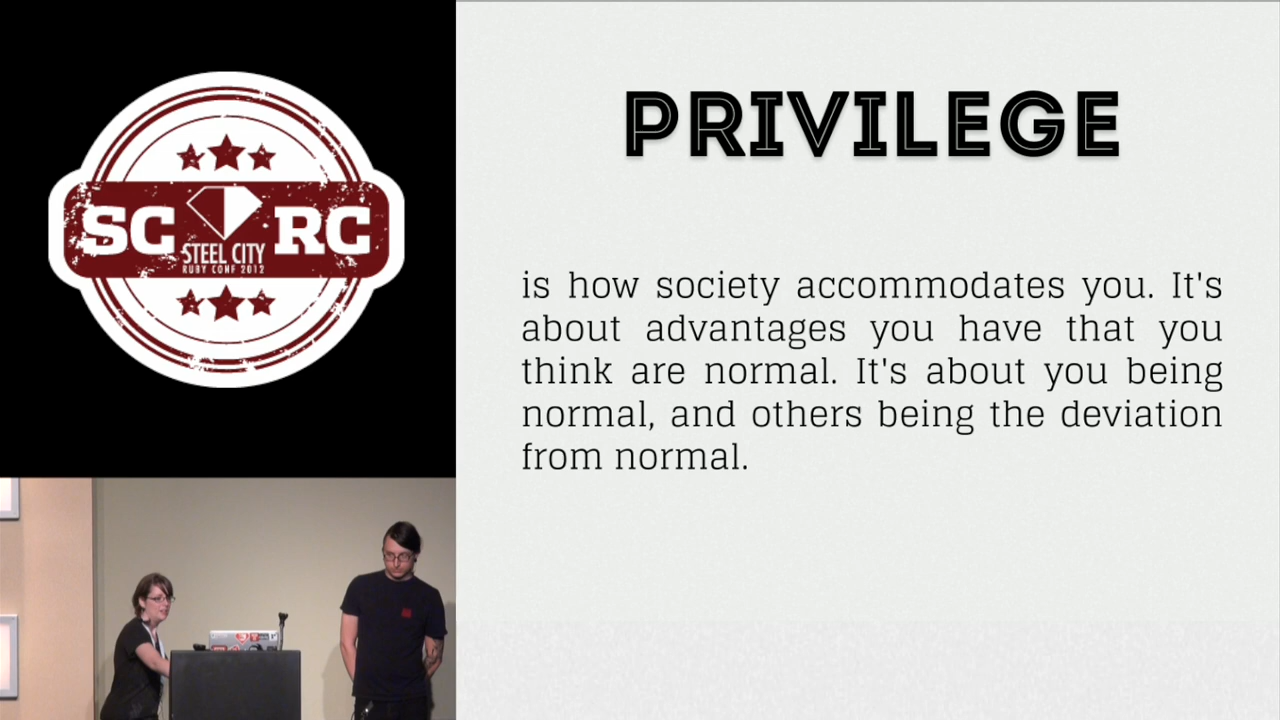 SC RC
STEEL CITY
RUBY CONF 2012
PRIVILEGE
is how society accommodates you. It's
about advantages you have that you
think are normal. It's about you being
normal, and others being the deviation
from normal.